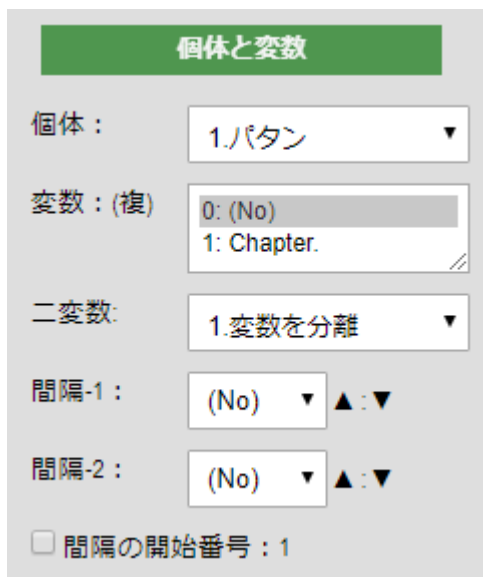 個体と変数
個体：
1.パタン ▼
変数：(複)
0: (No)
1: Chapter.
二変数:
1.変数を分離 ▼
間隔-1：
(No) ▼ ▲:▼
間隔-2：
(No) ▼ ▲:▼
間隔の開始番号：1